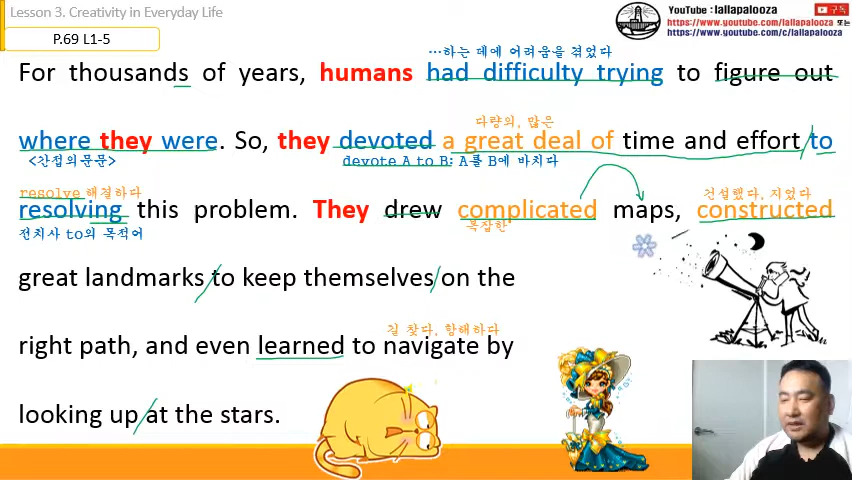 Lesson 3. Creativity in Everyday Life
YouTube : lallapalooza
구독
https://www.youtube.com/lallapalooza 또는
https://www.youtube.com/c/lallapalooza
P.69 L1-5
…하는 데에 어려움을 겪었다
For thousands of years, humans had difficulty trying to figure out
다량의, 많은
where they were. So, they devoted a great deal of time and effort to
<간접의문문>
devote A to B: A를 B에 바치다
resolve 해결하다
건설했다, 지었다
resolving this problem. They drew complicated maps, constructed
전치사 to의 목적어
복잡한
great landmarks to keep themselves on the
길 찾다, 항해하다
right path, and even learned to navigate by
looking up at the stars.